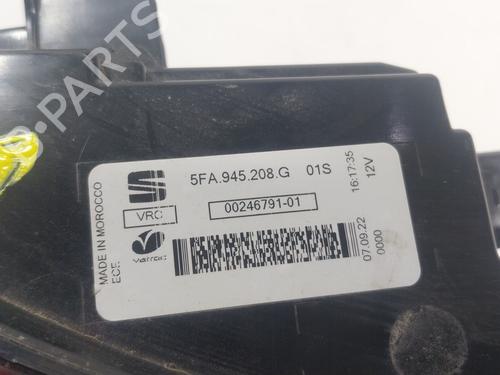 5FA.945.208.G 01S
VRC
00246791-01
MADE IN MOROCCO
ECE
16:17:35
12V
07.09.22
0000
B-PARTS